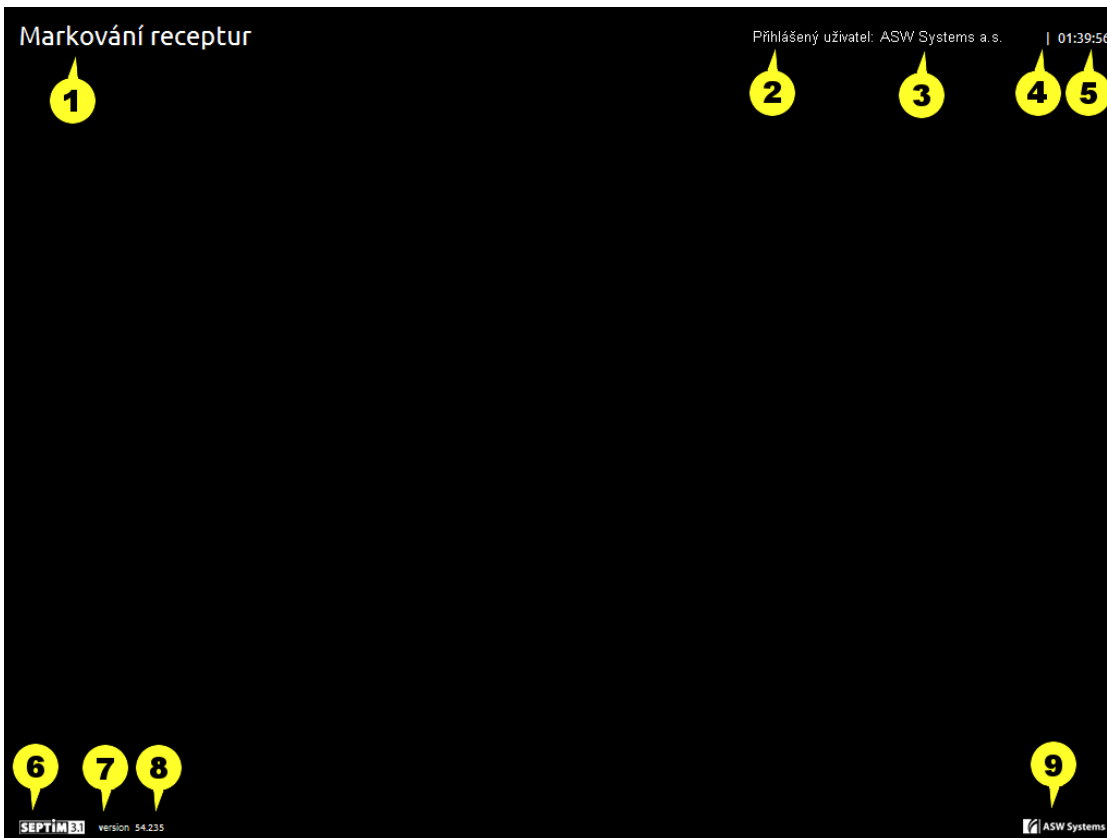 Markování receptur
Přihlášený uživatel: ASW Systems a.s. | 01:39:56
1
2
3
4
5
6
7
8
9
SEPTIM 3.1 version 54.235
ASW Systems